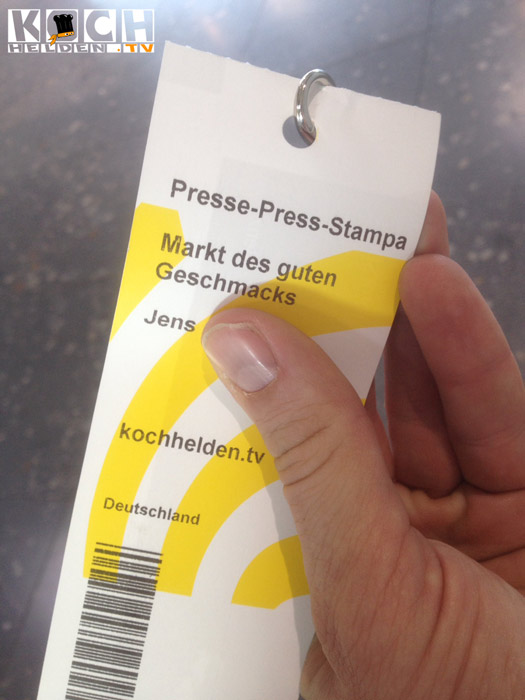 KOCH
HELDEN.TV
Presse-Press-Stampa
Markt des guten
Geschmacks
Jens
kochhelden.tv
Deutschland